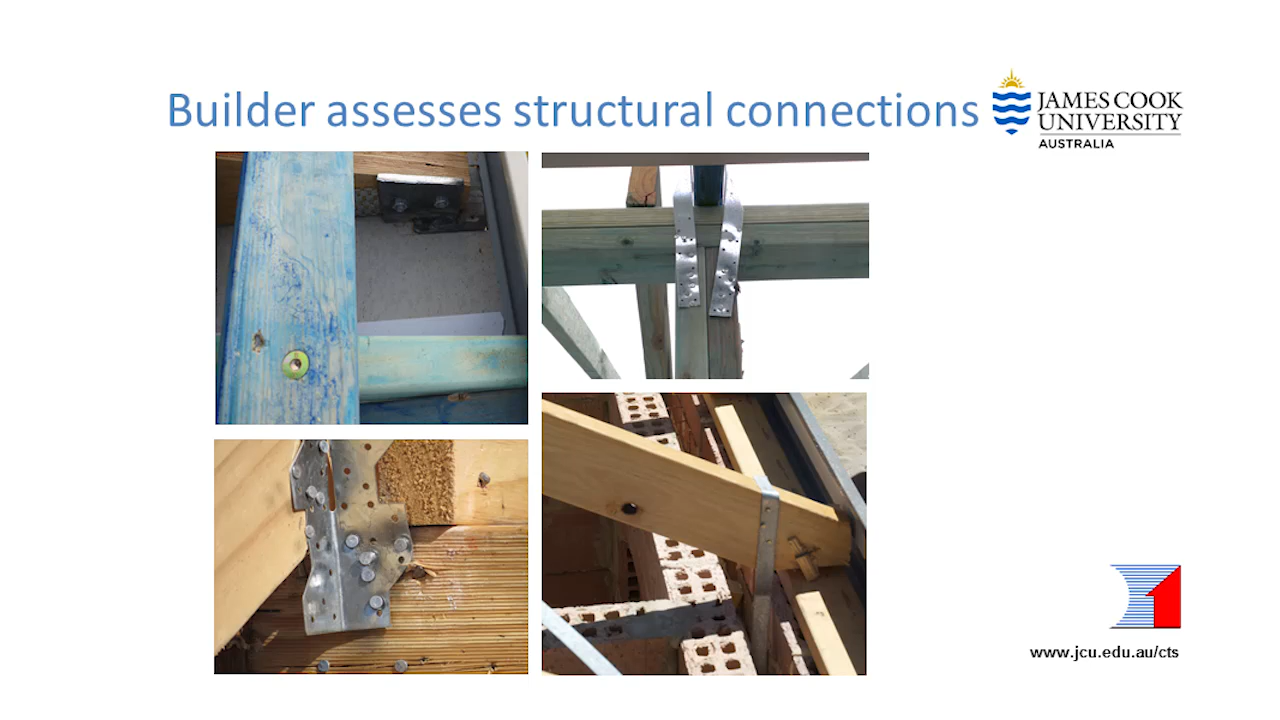 Builder assesses structural connections
JAMES COOK
UNIVERSITY
AUSTRALIA
www.jcu.edu.au/cts